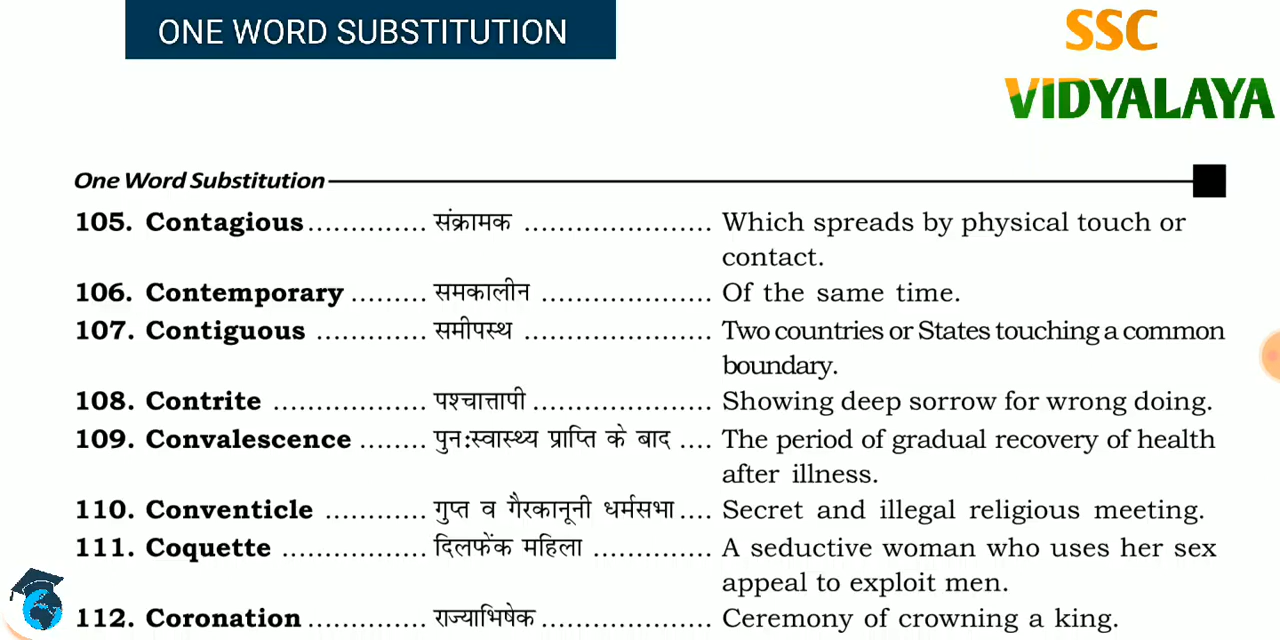 ONE WORD SUBSTITUTION
SSC
VIDYALAYA
One Word Substitution
105. Contagious.............. संक्रामक ...................... Which spreads by physical touch or
contact.
106. Contemporary ......... समकालीन .................... Of the same time.
107. Contiguous ............. समीपस्थ ...................... Two countries or States touching a common
boundary.
108. Contrite .................. पश्चात्तापी ..................... Showing deep sorrow for wrong doing.
109. Convalescence ........ पुनःस्वास्थ्य प्राप्ति के बाद .... The period of gradual recovery of health
after illness.
110. Conventicle ............ गुप्त व गैरकानूनी धर्मसभा .... Secret and illegal religious meeting.
111. Coquette ................. दिलफेंक महिला .............. A seductive woman who uses her sex
appeal to exploit men.
112. Coronation .............. राज्याभिषेक .................... Ceremony of crowning a king.